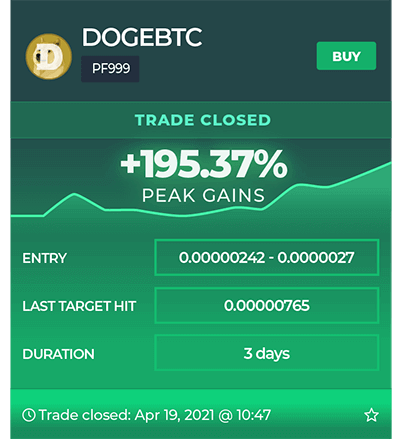 DOGEBTC
PF999
BUY
TRADE CLOSED
+195.37%
PEAK GAINS
ENTRY 0.00000242 - 0.0000027
LAST TARGET HIT 0.00000765
DURATION 3 days
Trade closed: Apr 19, 2021 @ 10:47